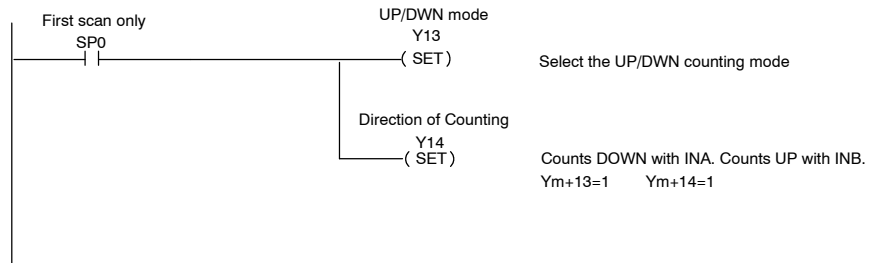 First scan only
SP0
UP/DWN mode
Y13
( SET )
Select the UP/DWN counting mode
Direction of Counting
Y14
( SET )
Counts DOWN with INA. Counts UP with INB.
Ym+13=1 Ym+14=1